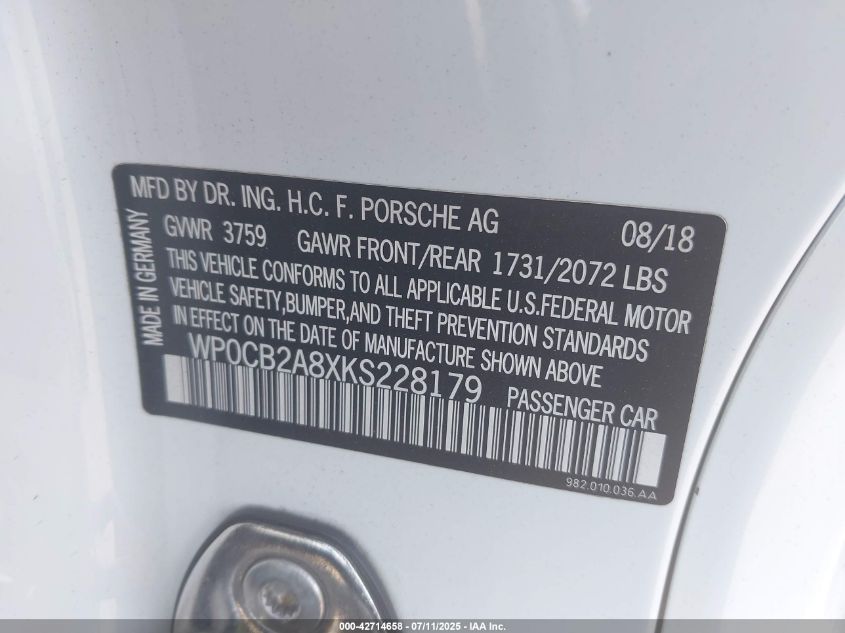 MFD BY DR. ING. H.C. F. PORSCHE AG 08/18
GVWR 3759 GAWR FRONT/REAR 1731/2072 LBS
THIS VEHICLE CONFORMS TO ALL APPLICABLE U.S.FEDERAL MOTOR
VEHICLE SAFETY,BUMPER,AND THEFT PREVENTION STANDARDS
IN EFFECT ON THE DATE OF MANUFACTURE SHOWN ABOVE
WP0CB2A8XKS228179 PASSENGER CAR
MADE IN GERMANY
982.010.036.AA
000-42714658 - 07/11/2025 - IAA Inc.